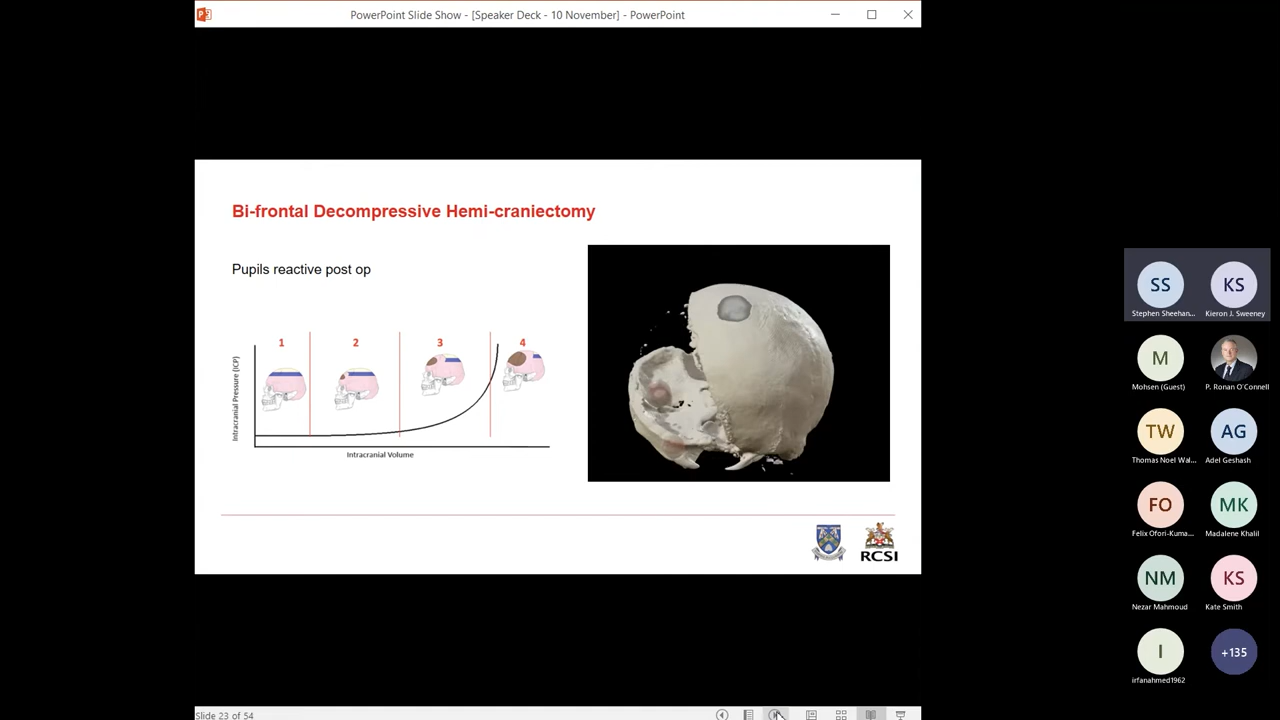 PowerPoint Slide Show - [Speaker Deck - 10 November] - PowerPoint
Bi-frontal Decompressive Hemi-craniectomy
Pupils reactive post op
1 2 3 4
Intracranial Pressure (ICP)
Intracranial Volume
RCSI
Slide 23 of 54
SS KS
Stephen Sheehan... Kieron J. Sweeney
M
Mohsen (Guest) P. Ronan O'Connell
TW AG
Thomas Noel Wal... Adel Geshash
FO MK
Felix Ofori-Kuma... Madalene Khalil
NM KS
Nezar Mahmoud Kate Smith
I +135
irfanahmed1962